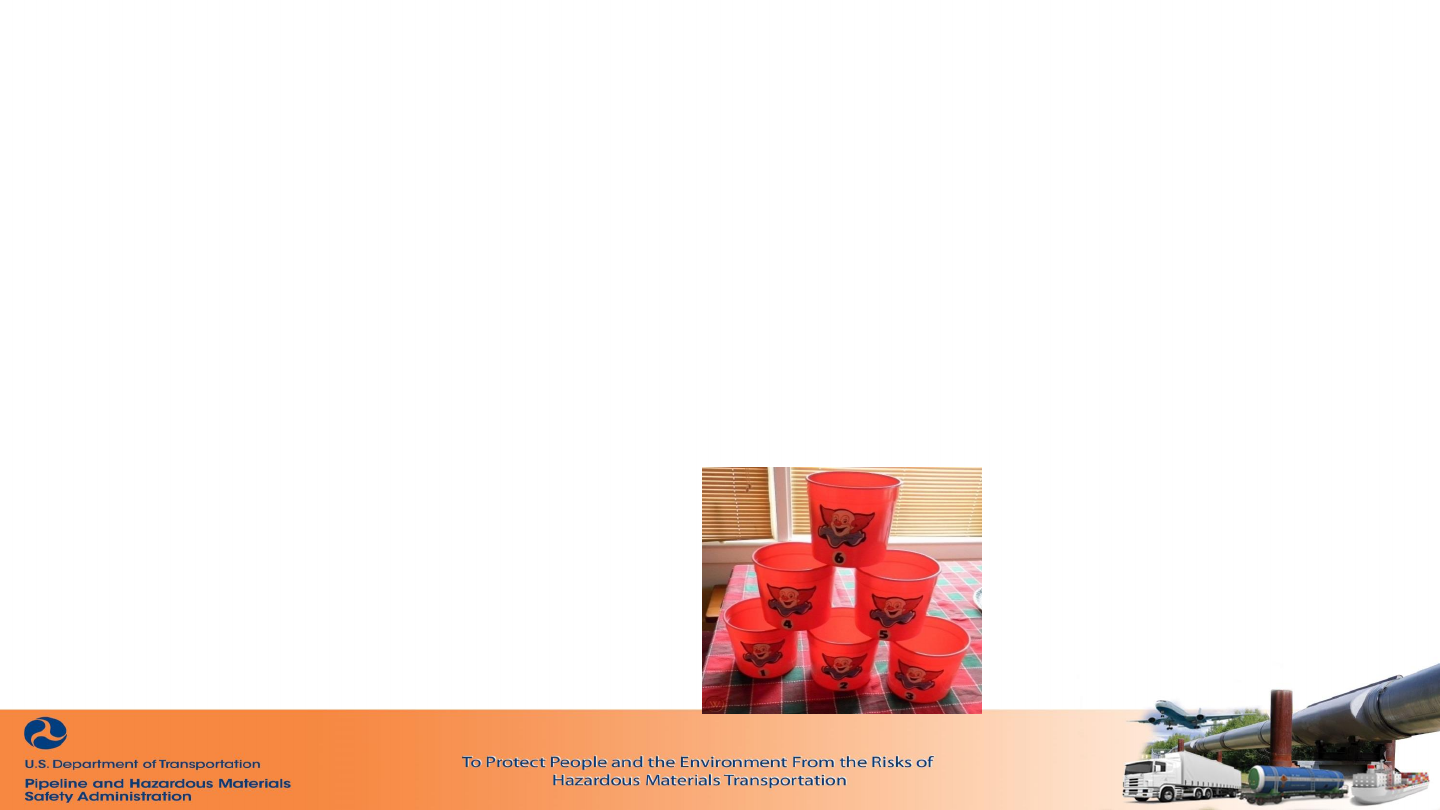 6
4
5
1
2
3
U.S. Department of Transportation
Pipeline and Hazardous Materials
Safety Administration
To Protect People and the Environment From the Risks of
Hazardous Materials Transportation